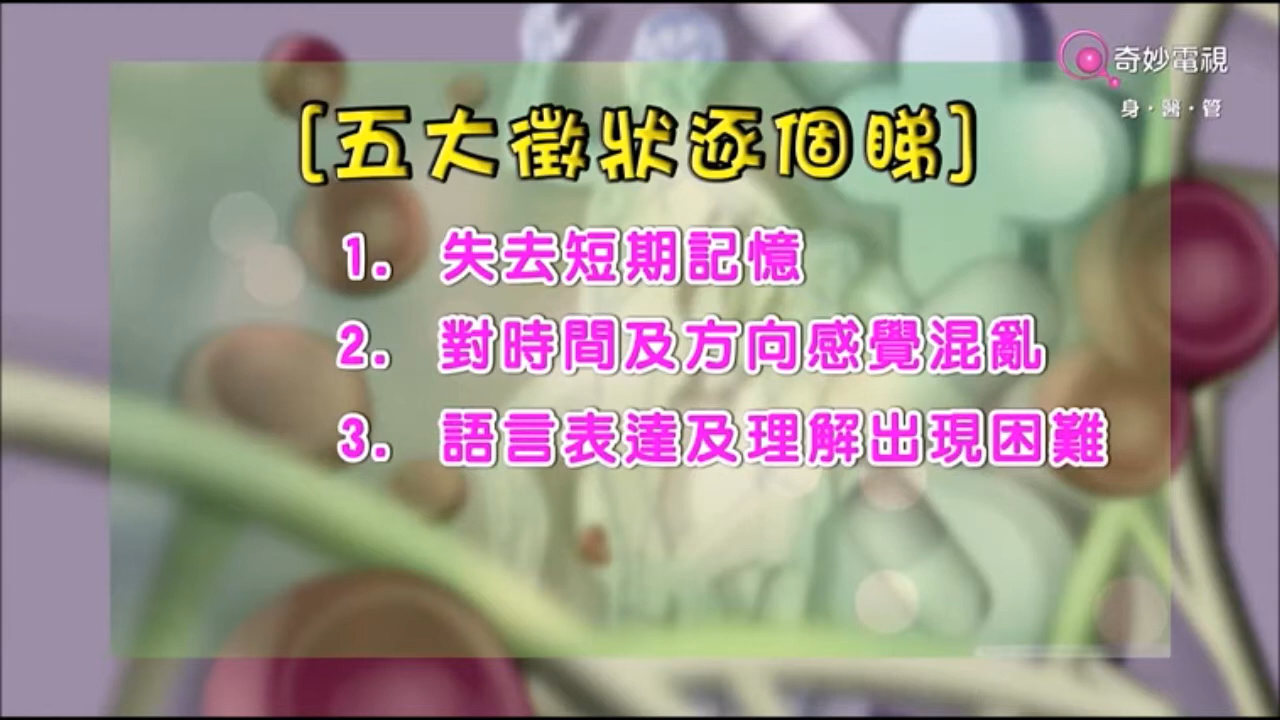 奇妙電視
身·醫·管
[五大徵狀逐個睇]
1. 失去短期記憶
2. 對時間及方向感覺混亂
3. 語言表達及理解出現困難